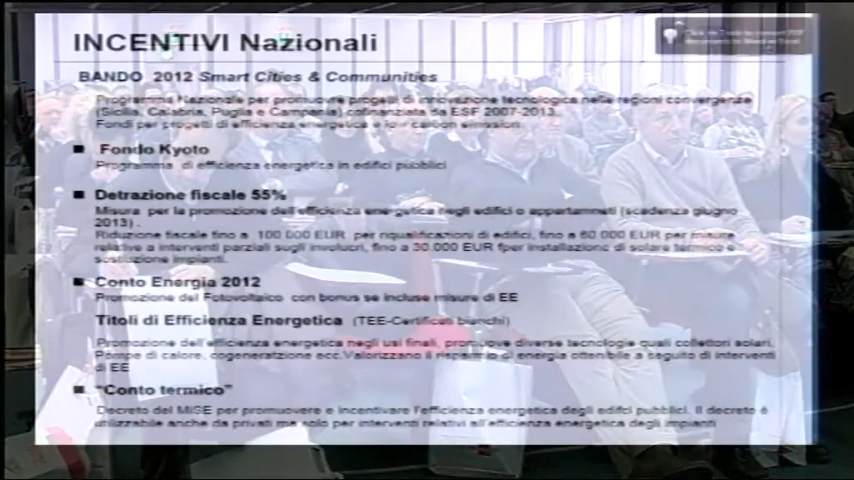 INCENTIVI Nazionali
BANDO 2012 Smart Cities & Communities
Programma Nazionale per promuovere progetti di innovazione tecnologica nelle regioni convergenza
(Sicilia, Calabria, Puglia e Campania) cofinanziata da ESF 2007-2013.
Fondi per progetti di efficienza energetica e low carbon emission.
■ Fondo Kyoto
Programma di efficienza energetica in edifici pubblici
■ Detrazione fiscale 55%
Misura per la promozione dell'efficienza energetica negli edifici o appartameti (scadenza giugno
2013) .
Riduzione fiscale fino a 100 000 EUR per riqualificazioni di edifici, fino a 60 000 EUR per misure
relative a interventi parziali sugli involucri, fino a 30 000 EUR fper installazione di solare termico e
sostituzione impianti.
■ Conto Energia 2012
Promozione del Fotovoltaico con bonus se incluse misure di EE
Titoli di Efficienza Energetica (TEE-Certificati bianchi)
Promozione dell'efficienza energetica negli usi finali, promuove diverse tecnologie quali collettori solari,
Pompe di calore, cogeneratzione ecc.Valorizzano il risparmio di energia ottenibile a seguito di interventi
di EE
■ "Conto termico"
Decreto del MiSE per promuovere e incentivare l'efficienza energetica degli edifci pubblici. Il decreto è
utilizzabile anche da privati ma solo per interventi relativi all'efficienza energetica degli impianti